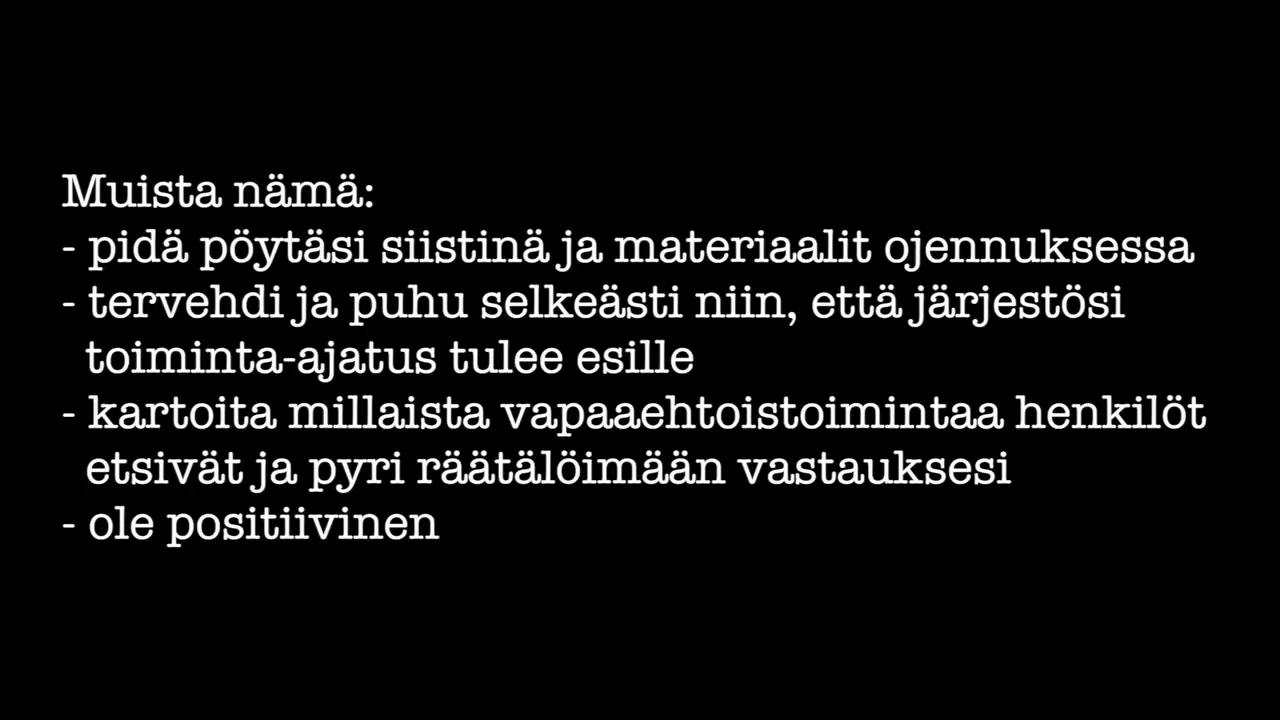 Muista nämä:
- pidä pöytäsi siistinä ja materiaalit ojennuksessa
- tervehdi ja puhu selkeästi niin, että järjestösi
toiminta-ajatus tulee esille
- kartoita millaista vapaaehtoistoimintaa henkilöt
etsivät ja pyri räätälöimään vastauksesi
- ole positiivinen